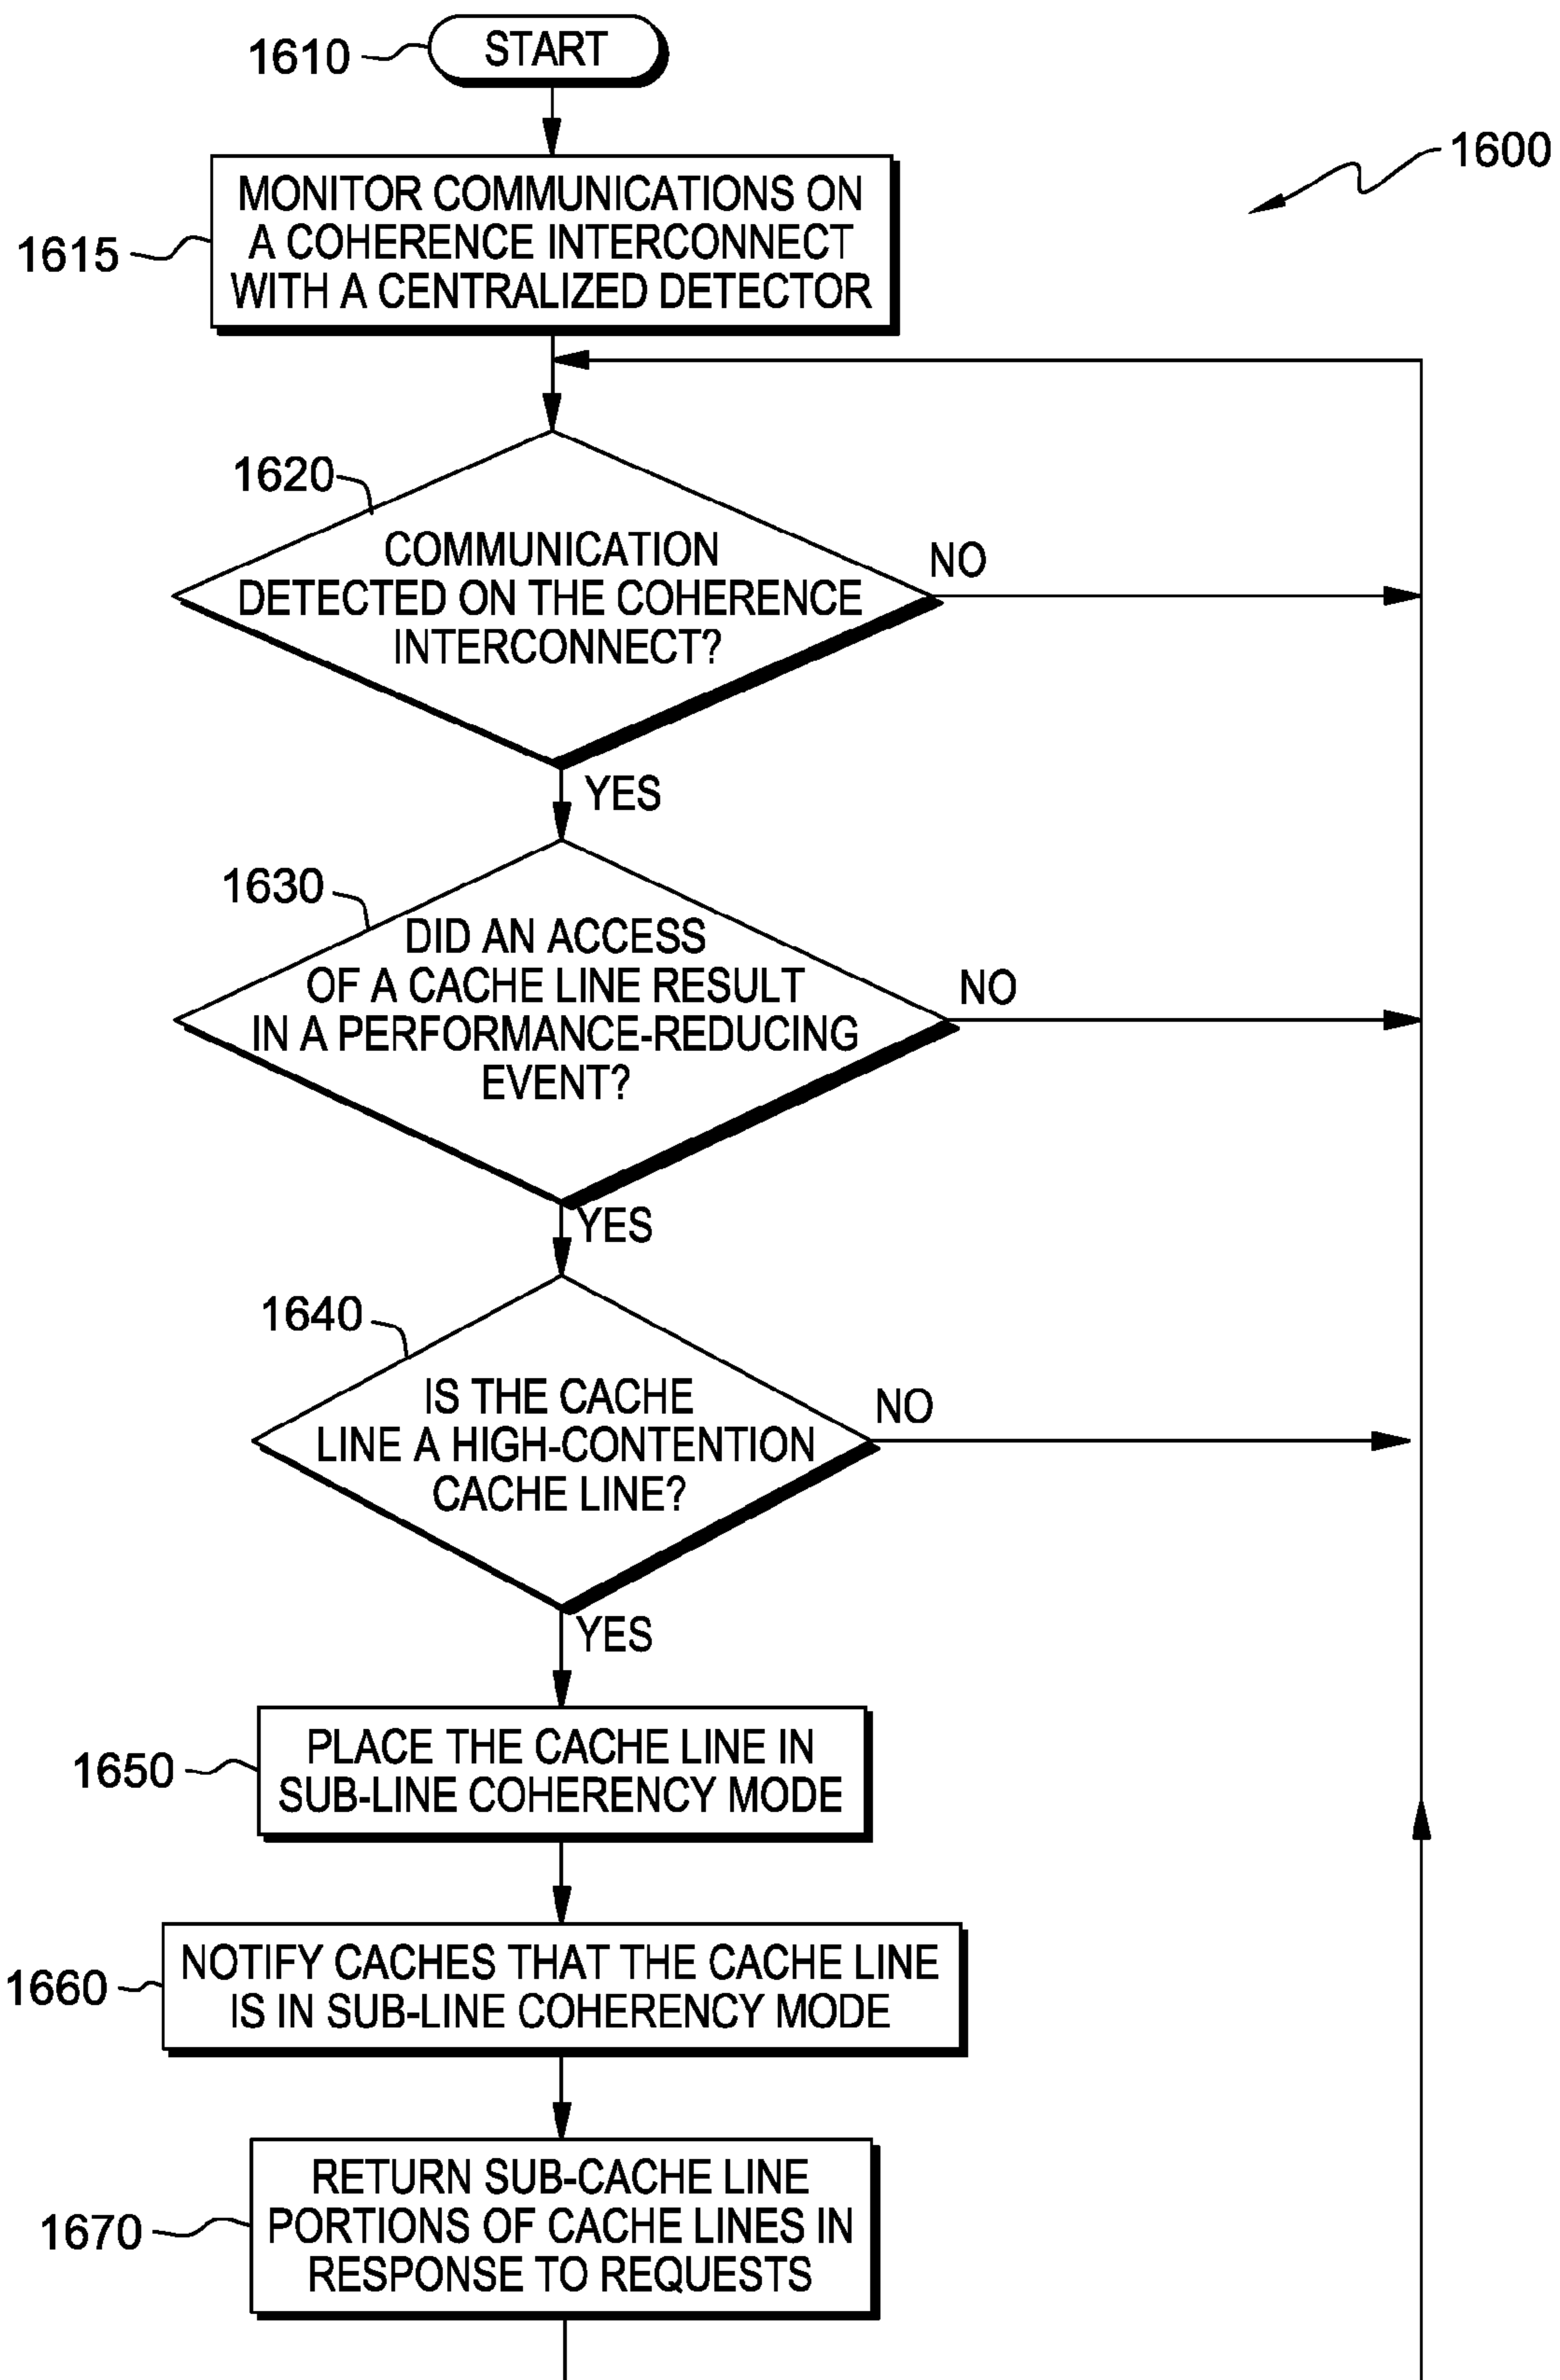 1610
START
1600
MONITOR COMMUNICATIONS ON
A COHERENCE INTERCONNECT
WITH A CENTRALIZED DETECTOR
1615
1620
COMMUNICATION
DETECTED ON THE COHERENCE
INTERCONNECT?
NO
YES
1630
DID AN ACCESS
OF A CACHE LINE RESULT
IN A PERFORMANCE-REDUCING
EVENT?
NO
YES
1640
IS THE CACHE
LINE A HIGH-CONTENTION
CACHE LINE?
NO
YES
1650
PLACE THE CACHE LINE IN
SUB-LINE COHERENCY MODE
1660
NOTIFY CACHES THAT THE CACHE LINE
IS IN SUB-LINE COHERENCY MODE
1670
RETURN SUB-CACHE LINE
PORTIONS OF CACHE LINES IN
RESPONSE TO REQUESTS